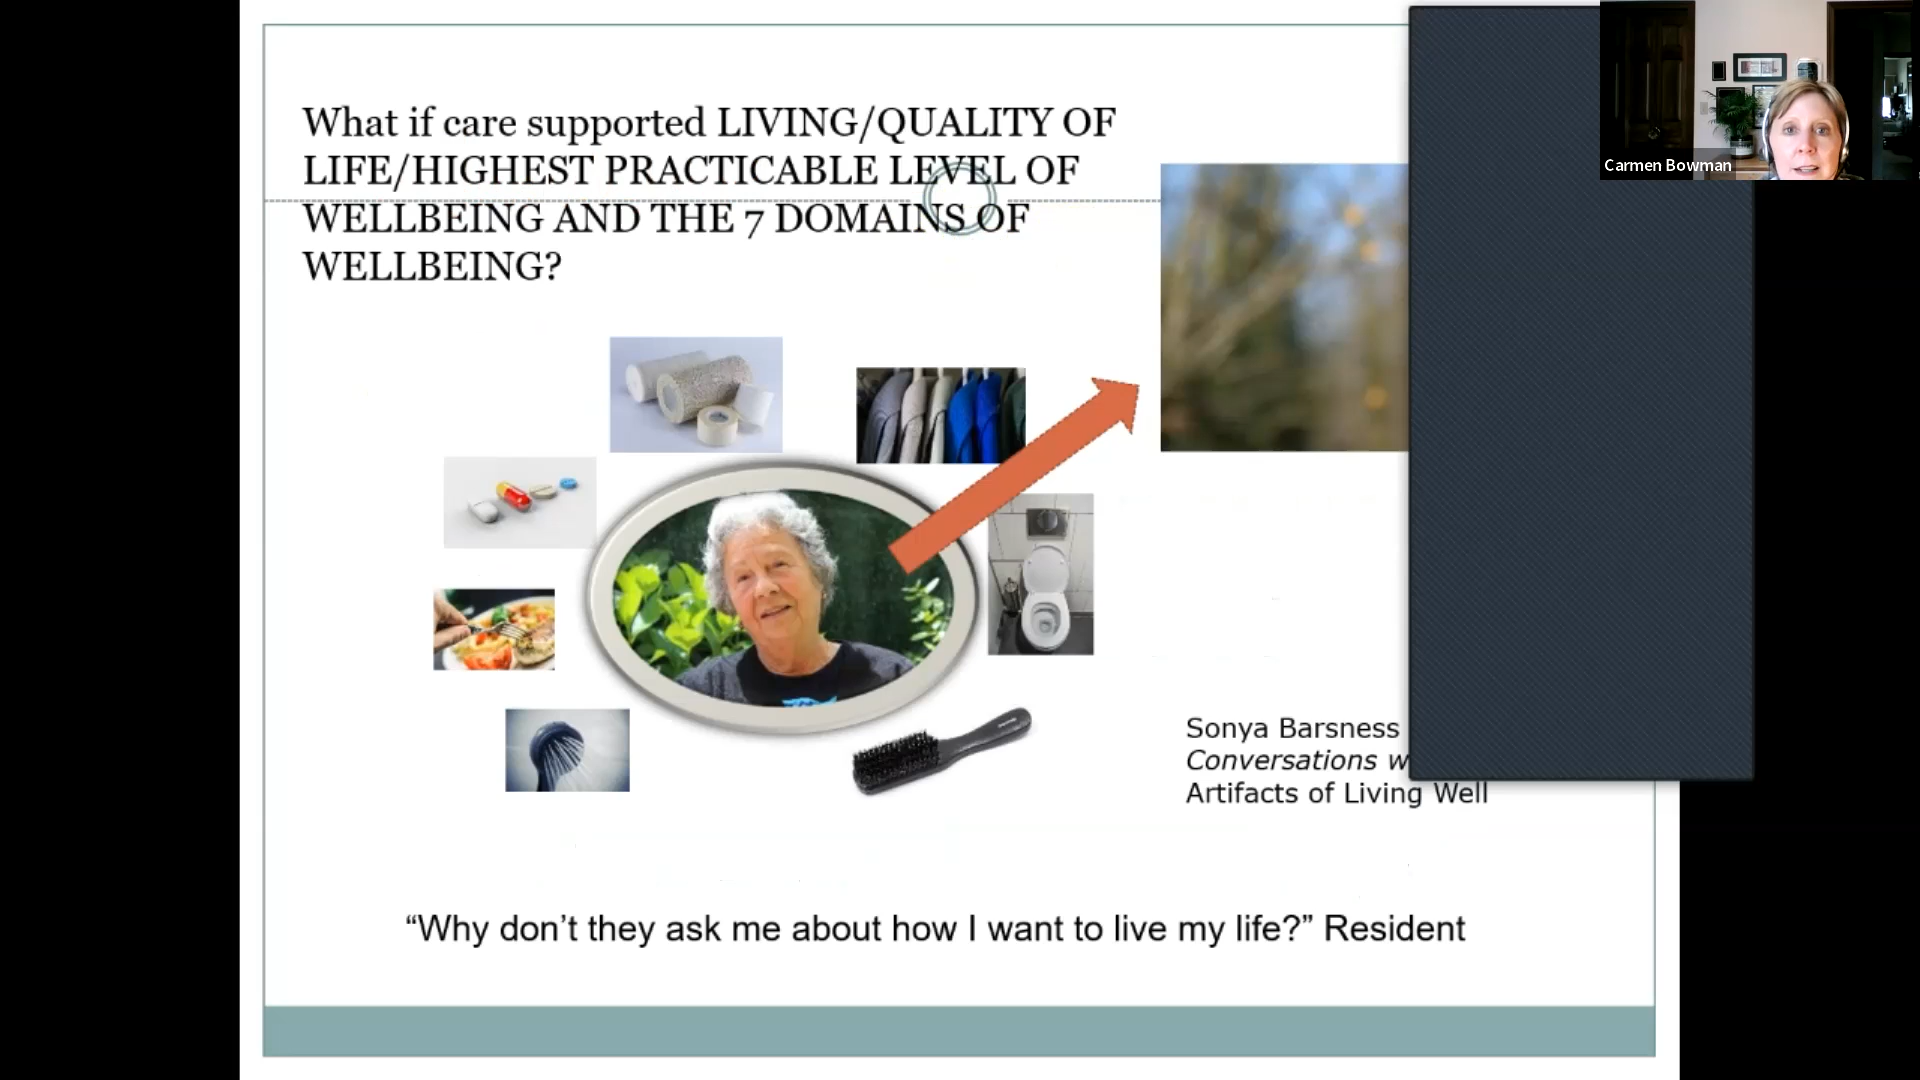 What if care supported LIVING/QUALITY OF
LIFE/HIGHEST PRACTICABLE LEVEL OF
WELLBEING AND THE 7 DOMAINS OF
WELLBEING?
Carmen Bowman
Sonya Barsness
Conversations w
Artifacts of Living Well
“Why don’t they ask me about how I want to live my life?” Resident